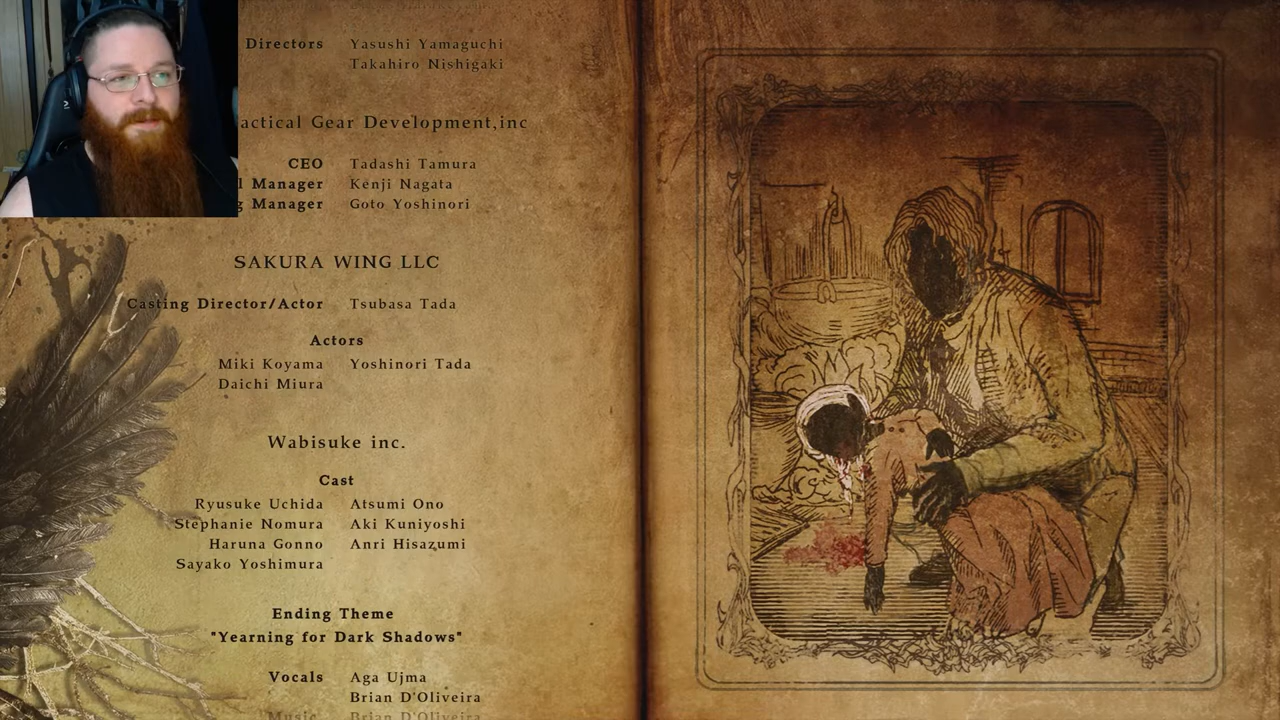 Directors Yasushi Yamaguchi
Takahiro Nishigaki
actical Gear Development,inc
CEO Tadashi Tamura
l Manager Kenji Nagata
g Manager Goto Yoshinori
SAKURA WING LLC
Casting Director/Actor Tsubasa Tada
Actors
Miki Koyama Yoshinori Tada
Daichi Miura
Wabisuke inc.
Cast
Ryusuke Uchida Atsumi Ono
Stephanie Nomura Aki Kuniyoshi
Haruna Gonno Anri Hisazumi
Sayako Yoshimura
Ending Theme
"Yearning for Dark Shadows"
Vocals Aga Ujma
Brian D'Oliveira
Music Brian D'Oliveira